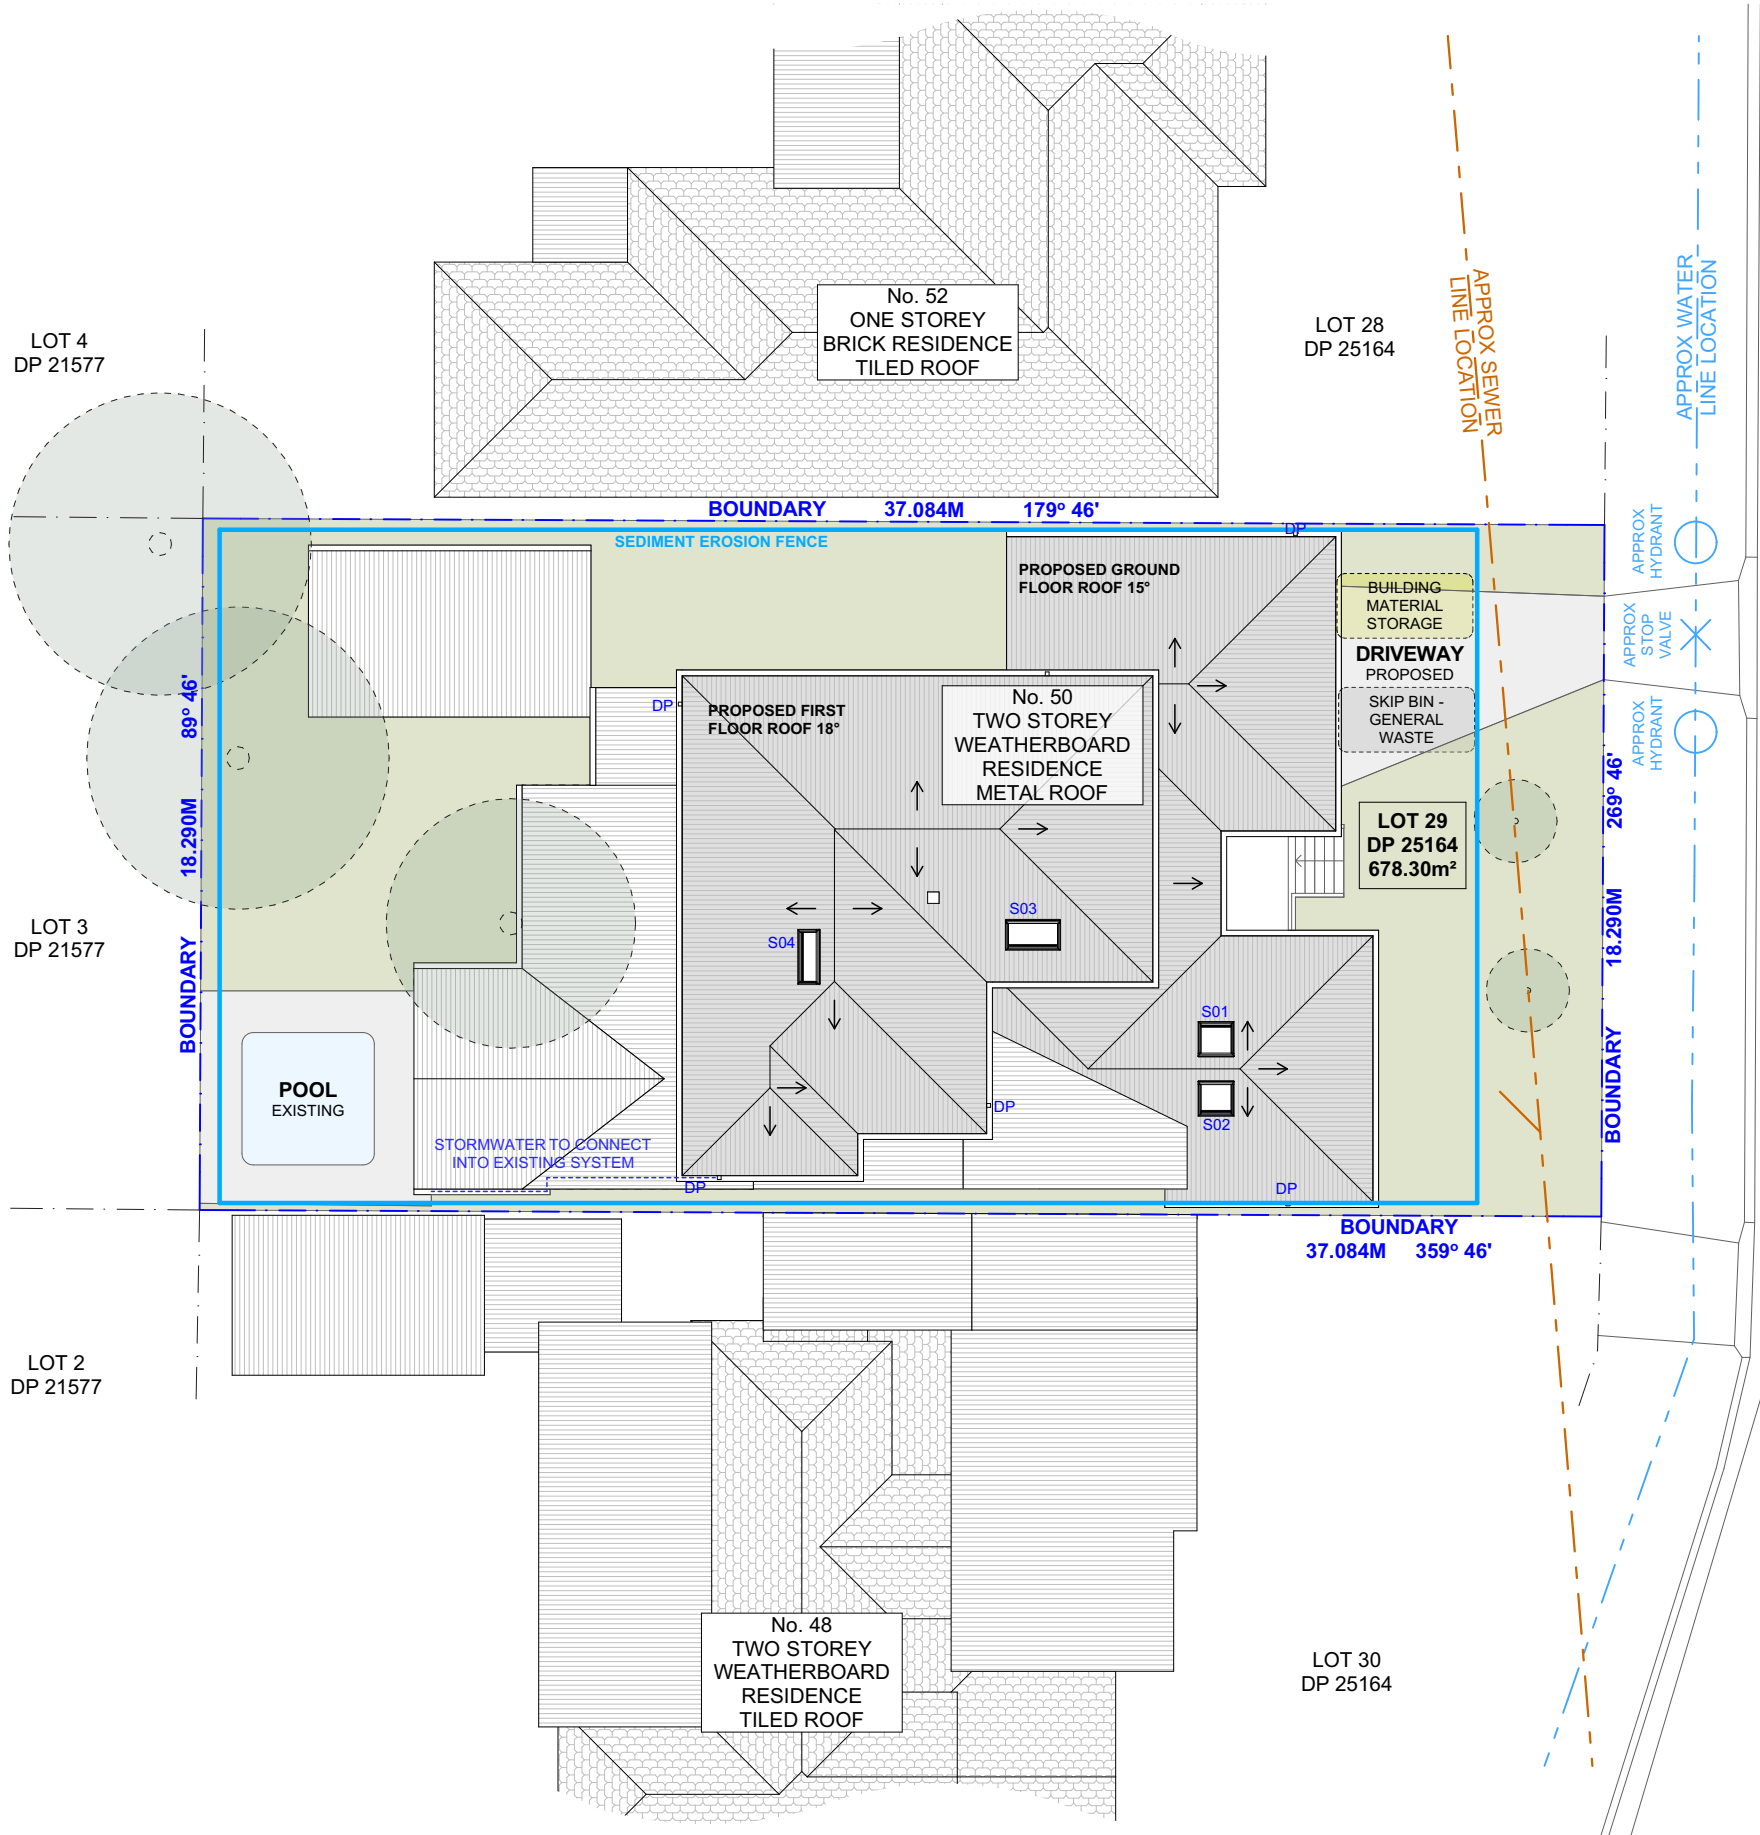 No. 52
ONE STOREY
BRICK RESIDENCE
TILED ROOF
LOT 4
DP 21577
LOT 28
DP 25164
APPROX SEWER
LINE LOCATION
APPROX WATER
LINE LOCATION
BOUNDARY 37.084M 179° 46'
SEDIMENT EROSION FENCE
DP
APPROX
HYDRANT
PROPOSED GROUND
FLOOR ROOF 15°
BUILDING
MATERIAL
STORAGE
APPROX
STOP
VALVE
DRIVEWAY
PROPOSED
SKIP BIN -
GENERAL
WASTE
APPROX
HYDRANT
DP
PROPOSED FIRST
FLOOR ROOF 18°
No. 50
TWO STOREY
WEATHERBOARD
RESIDENCE
METAL ROOF
BOUNDARY 18.290M 89° 46'
LOT 29
DP 25164
678.30m²
BOUNDARY 18.290M 269° 46'
LOT 3
DP 21577
S03
S04
S01
S02
DP
POOL
EXISTING
STORMWATER TO CONNECT
INTO EXISTING SYSTEM
DP
DP
BOUNDARY
37.084M 359° 46'
LOT 2
DP 21577
No. 48
TWO STOREY
WEATHERBOARD
RESIDENCE
TILED ROOF
LOT 30
DP 25164